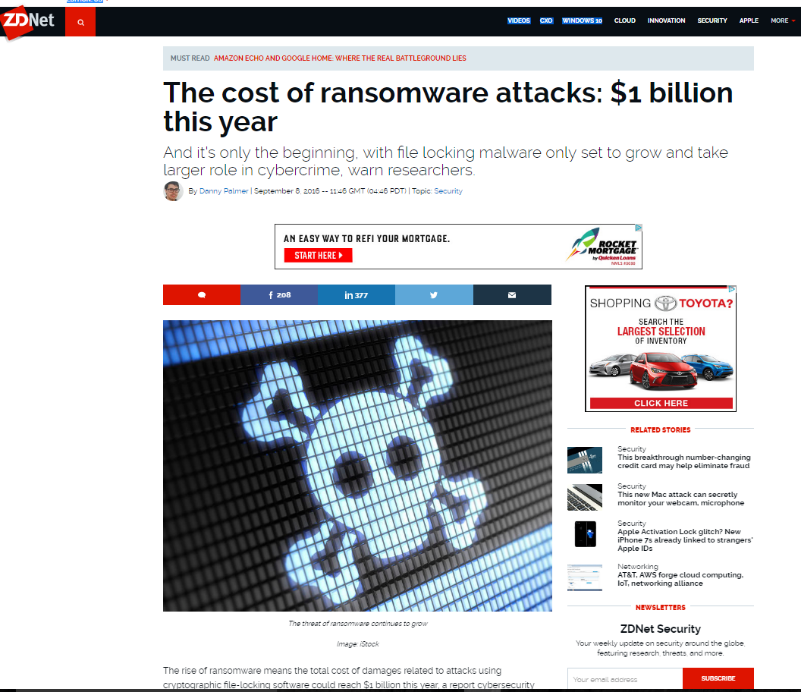 ZDNet
VIDEOS CXO WINDOWS 10 CLOUD INNOVATION SECURITY APPLE MORE
MUST READ AMAZON ECHO AND GOOGLE HOME: WHERE THE REAL BATTLEGROUND LIES
The cost of ransomware attacks: $1 billion
this year
And it's only the beginning, with file locking malware only set to grow and take
larger role in cybercrime, warn researchers.
By Danny Palmer | September 8, 2016 -- 11:46 GMT (04:46 PDT) | Topic: Security
AN EASY WAY TO REFI YOUR MORTGAGE.
START HERE
ROCKET
MORTGAGE
by Quicken Loans
208
in 377
SHOPPING TOYOTA?
SEARCH THE
LARGEST SELECTION
OF INVENTORY
CLICK HERE
RELATED STORIES
Security
This breakthrough number-changing
credit card may help eliminate fraud
Security
This new Mac attack can secretly
monitor your webcam, microphone
Security
Apple Activation Lock glitch? New
iPhone 7s already linked to strangers'
Apple IDs
Networking
AT&T, AWS forge cloud computing,
IoT, networking alliance
NEWSLETTERS
ZDNet Security
Your weekly update on security around the globe,
featuring research, threats, and more.
Your email address
SUBSCRIBE
The threat of ransomware continues to grow
Image: iStock
The rise of ransomware means the total cost of damages related to attacks using
cryptographic file-locking software could reach $1 billion this year, a report cybersecurity